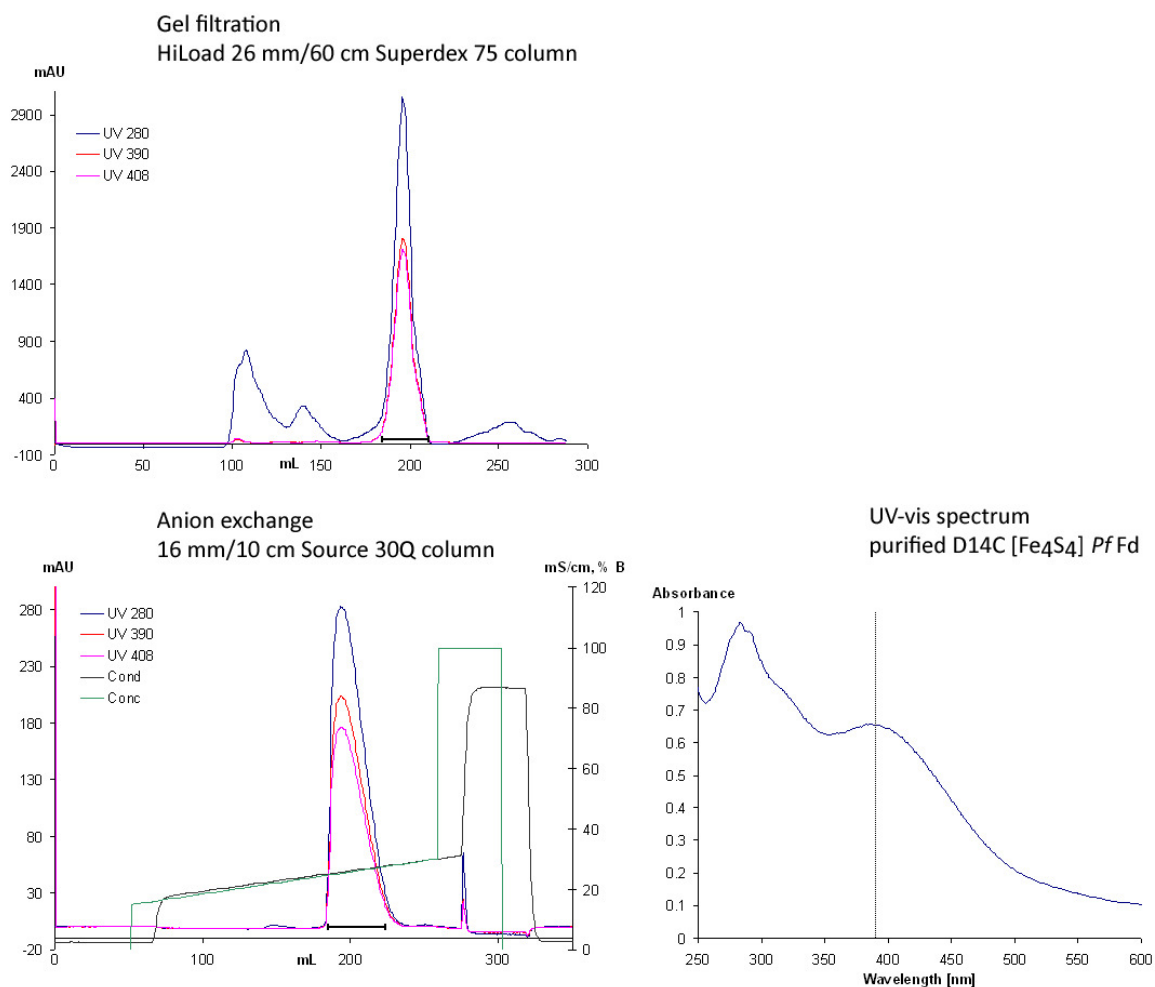 Gel filtration
HiLoad 26 mm/60 cm Superdex 75 column
mAU
2900
2400
1900
1400
900
400
-100
UV 280
UV 390
UV 408
0 50 100 150 200 250 300
mL
Anion exchange
16 mm/10 cm Source 30Q column
mAU
mS/cm, % B
280
230
180
130
80
30
-20
UV 280
UV 390
UV 408
Cond
Conc
120
100
80
60
40
20
0
0 100 200 300
mL
UV-vis spectrum
purified D14C [Fe₄S₄] Pf Fd
Absorbance
1
0.9
0.8
0.7
0.6
0.5
0.4
0.3
0.2
0.1
0
250 300 350 400 450 500 550 600
Wavelength [nm]